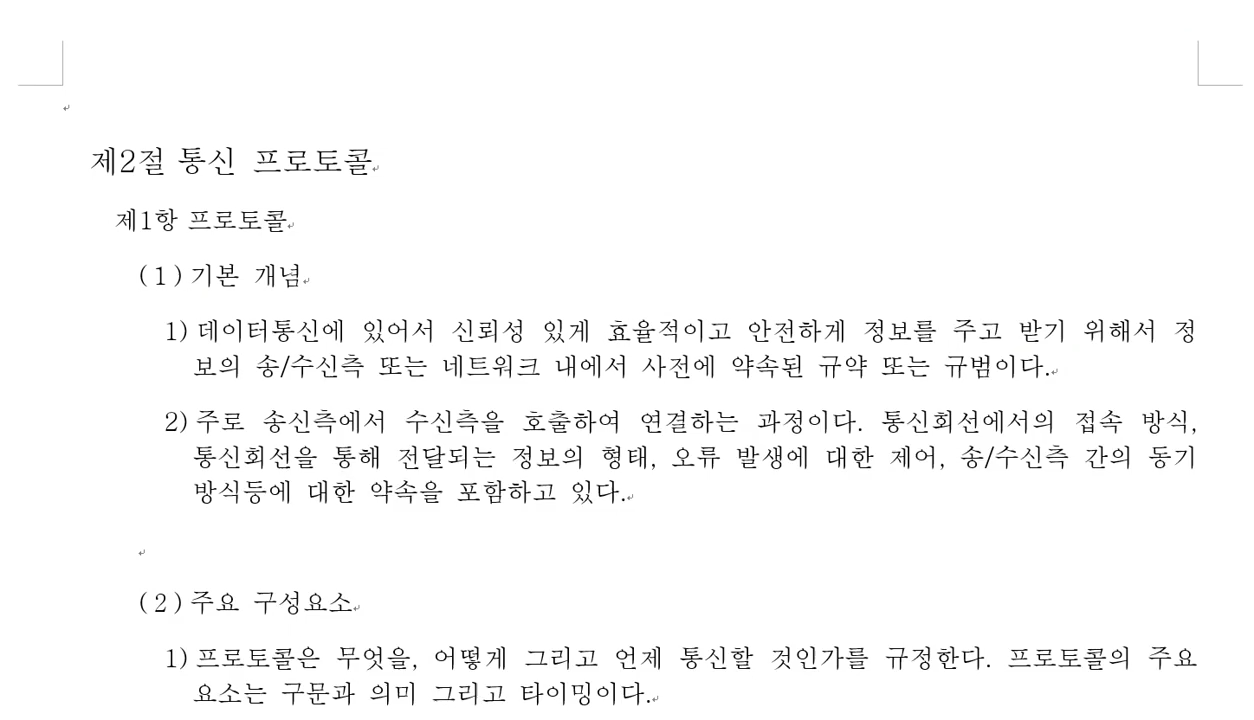 제2절 통신 프로토콜
제1항 프로토콜
(1) 기본 개념
1) 데이터통신에 있어서 신뢰성 있게 효율적이고 안전하게 정보를 주고 받기 위해서 정
보의 송/수신측 또는 네트워크 내에서 사전에 약속된 규약 또는 규범이다.
2) 주로 송신측에서 수신측을 호출하여 연결하는 과정이다. 통신회선에서의 접속 방식,
통신회선을 통해 전달되는 정보의 형태, 오류 발생에 대한 제어, 송/수신측 간의 동기
방식등에 대한 약속을 포함하고 있다.
(2) 주요 구성요소
1) 프로토콜은 무엇을, 어떻게 그리고 언제 통신할 것인가를 규정한다. 프로토콜의 주요
요소는 구문과 의미 그리고 타이밍이다.